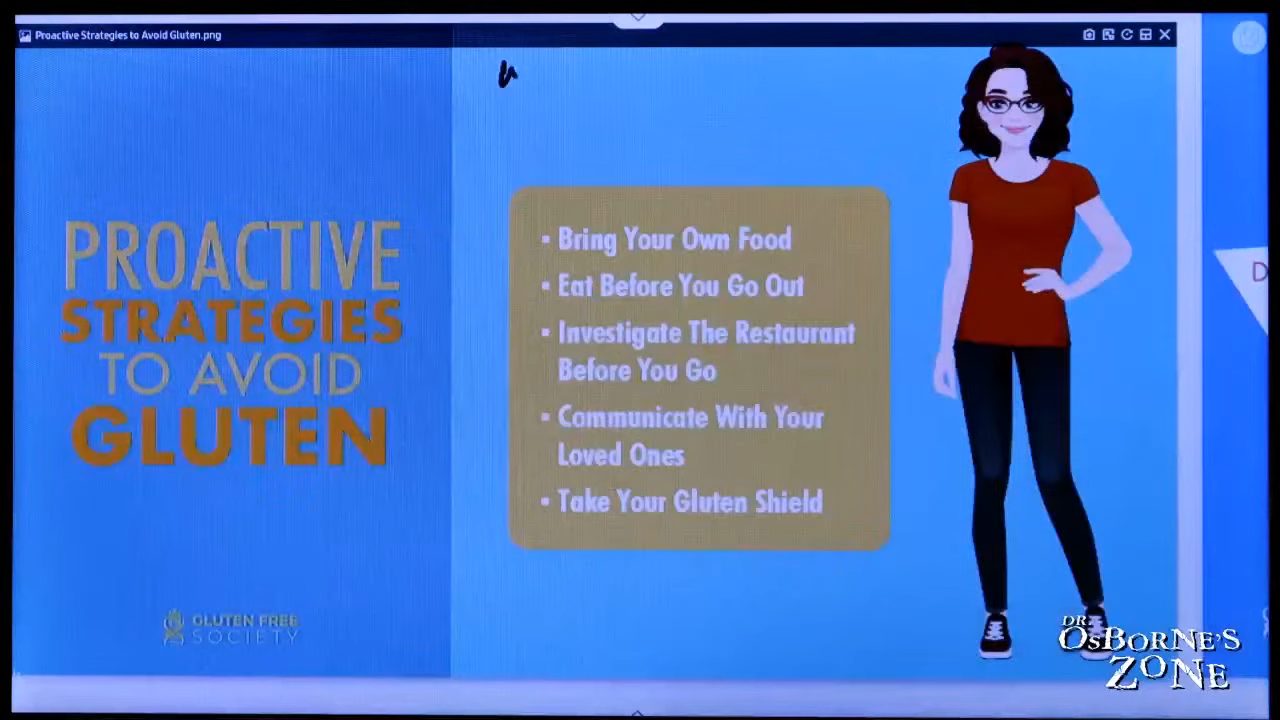 Proactive Strategies to Avoid Gluten.png
PROACTIVE
STRATEGIES
TO AVOID
GLUTEN
GLUTEN FREE
SOCIETY
▪ Bring Your Own Food
▪ Eat Before You Go Out
▪ Investigate The Restaurant
Before You Go
▪ Communicate With Your
Loved Ones
▪ Take Your Gluten Shield
D
DR.
OSBORNE'S
ZONE